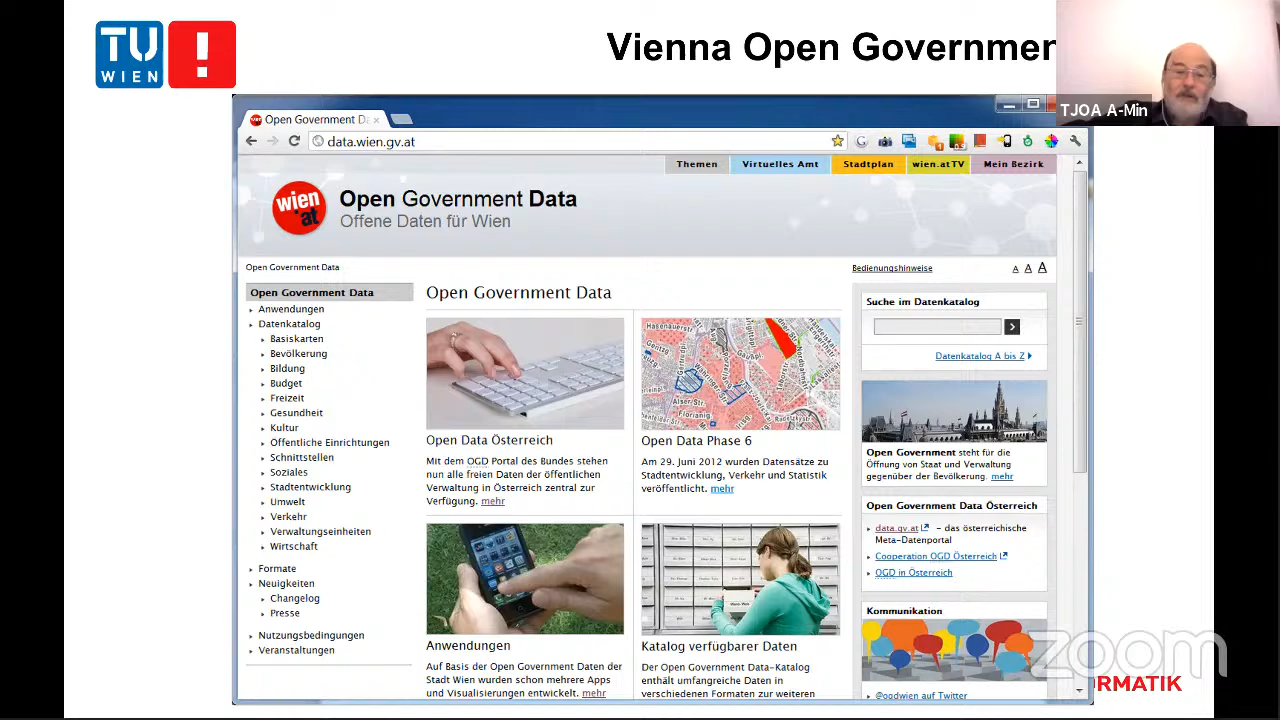 TU
WIEN
!
Vienna Open Governmen
TJOA A-Min
Open Government Da
data.wien.gv.at
Themen
Virtuelles Amt
Stadtplan
wien.at TV
Mein Bezirk
wien
.at
Open Government Data
Offene Daten für Wien
Open Government Data
Bedienungshinweise
A A A
Open Government Data
Anwendungen
Datenkatalog
Basiskarten
Bevölkerung
Bildung
Budget
Freizeit
Gesundheit
Kultur
Öffentliche Einrichtungen
Schnittstellen
Soziales
Stadtentwicklung
Umwelt
Verkehr
Verwaltungseinheiten
Wirtschaft
Formate
Neuigkeiten
Changelog
Presse
Nutzungsbedingungen
Veranstaltungen
Open Government Data
Open Data Österreich
Mit dem OGD Portal des Bundes stehen
nun alle freien Daten der öffentlichen
Verwaltung in Österreich zentral zur
Verfügung. mehr
Hasenauerstr.
Gaußpl.
Alser Str.
Florianig.
Open Data Phase 6
Am 29. Juni 2012 wurden Datensätze zu
Stadtentwicklung, Verkehr und Statistik
veröffentlicht. mehr
Anwendungen
Auf Basis der Open Government Daten der
Stadt Wien wurden schon mehrere Apps
und Visualisierungen entwickelt. mehr
Katalog verfügbarer Daten
Der Open Government Data-Katalog
enthält umfangreiche Daten in
verschiedenen Formaten zur weiteren
Suche im Datenkatalog
Datenkatalog A bis Z
Open Government steht für die
Öffnung von Staat und Verwaltung
gegenüber der Bevölkerung. mehr
Open Government Data Österreich
data.gv.at - das österreichische
Meta-Datenportal
Cooperation OGD Österreich
OGD in Österreich
Kommunikation
@ogdwien auf Twitter
zoom
RMATIK